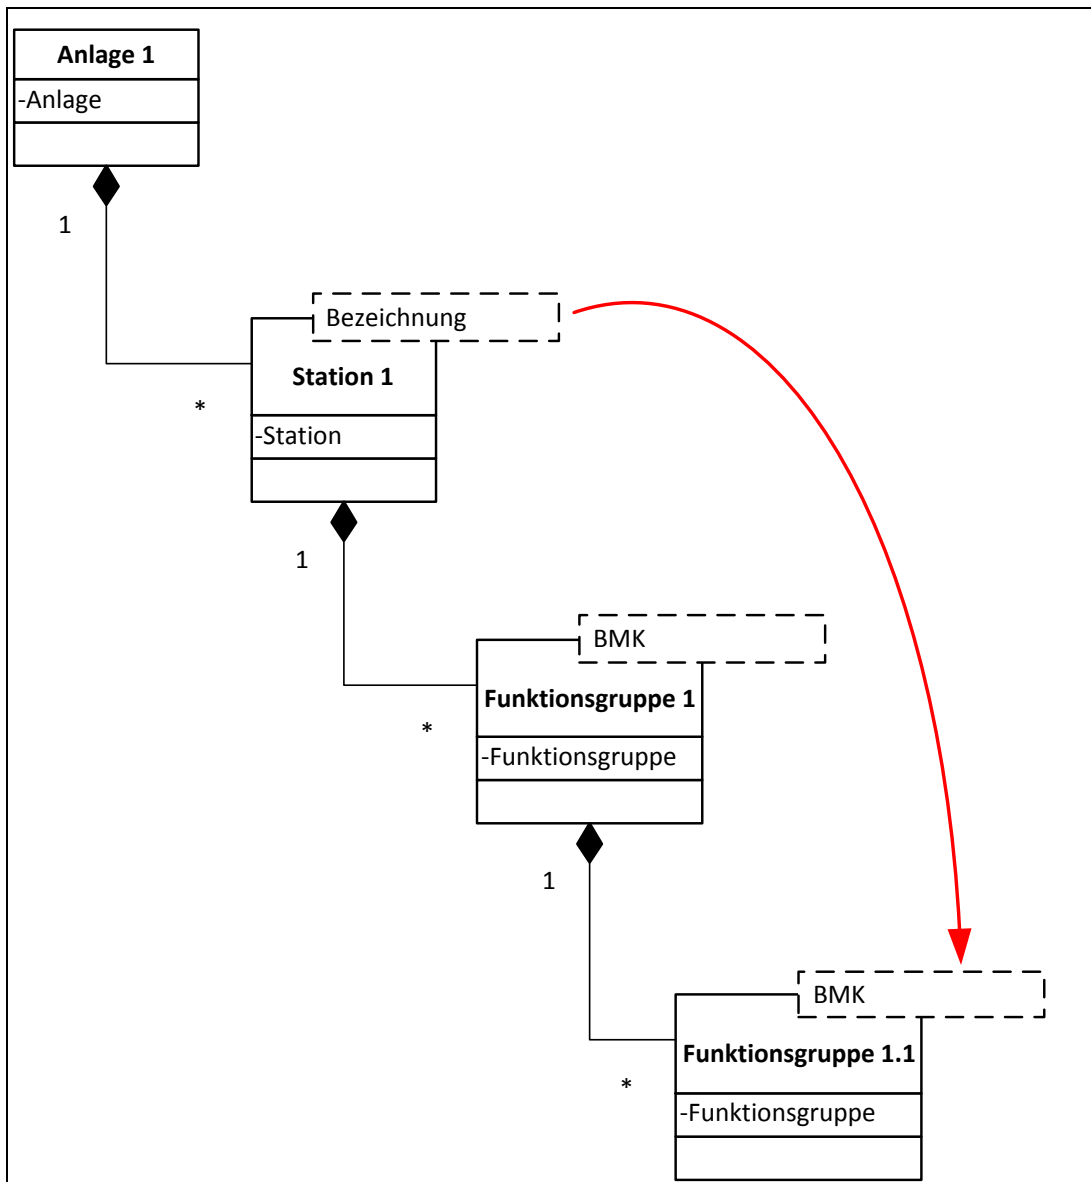 Anlage 1
-Anlage
1
Bezeichnung
Station 1
*
-Station
1
BMK
Funktionsgruppe 1
*
-Funktionsgruppe
1
BMK
Funktionsgruppe 1.1
*
-Funktionsgruppe